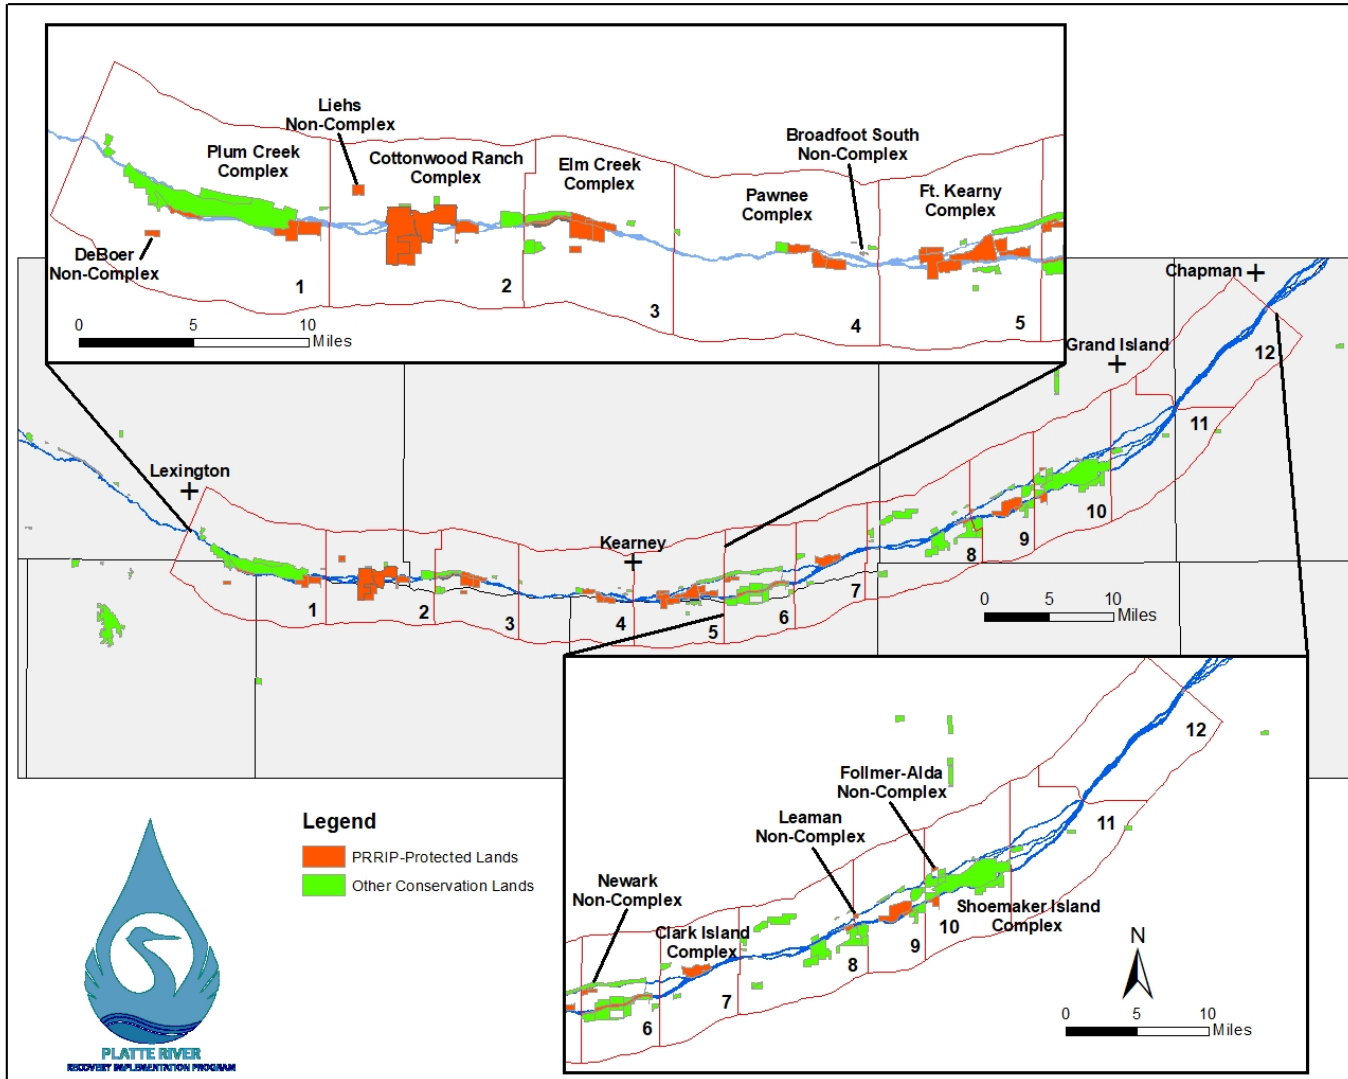 Liehs
Non-Complex
Plum Creek
Complex
Cottonwood Ranch
Complex
Elm Creek
Complex
Broadfoot South
Non-Complex
Pawnee
Complex
Ft. Kearny
Complex
DeBoer
Non-Complex
1
2
3
4
5
0
5
10
Miles
Chapman
Grand Island
Lexington
Kearney
1
2
3
4
5
6
7
8
9
10
11
12
0
5
10
Miles
Follmer-Alda
Non-Complex
Leaman
Non-Complex
Newark
Non-Complex
Clark Island
Complex
Shoemaker Island
Complex
6
7
8
9
10
11
12
N
0
5
10
Miles
Legend
PRRIP-Protected Lands
Other Conservation Lands
PLATTE RIVER
RECOVERY IMPLEMENTATION PROGRAM